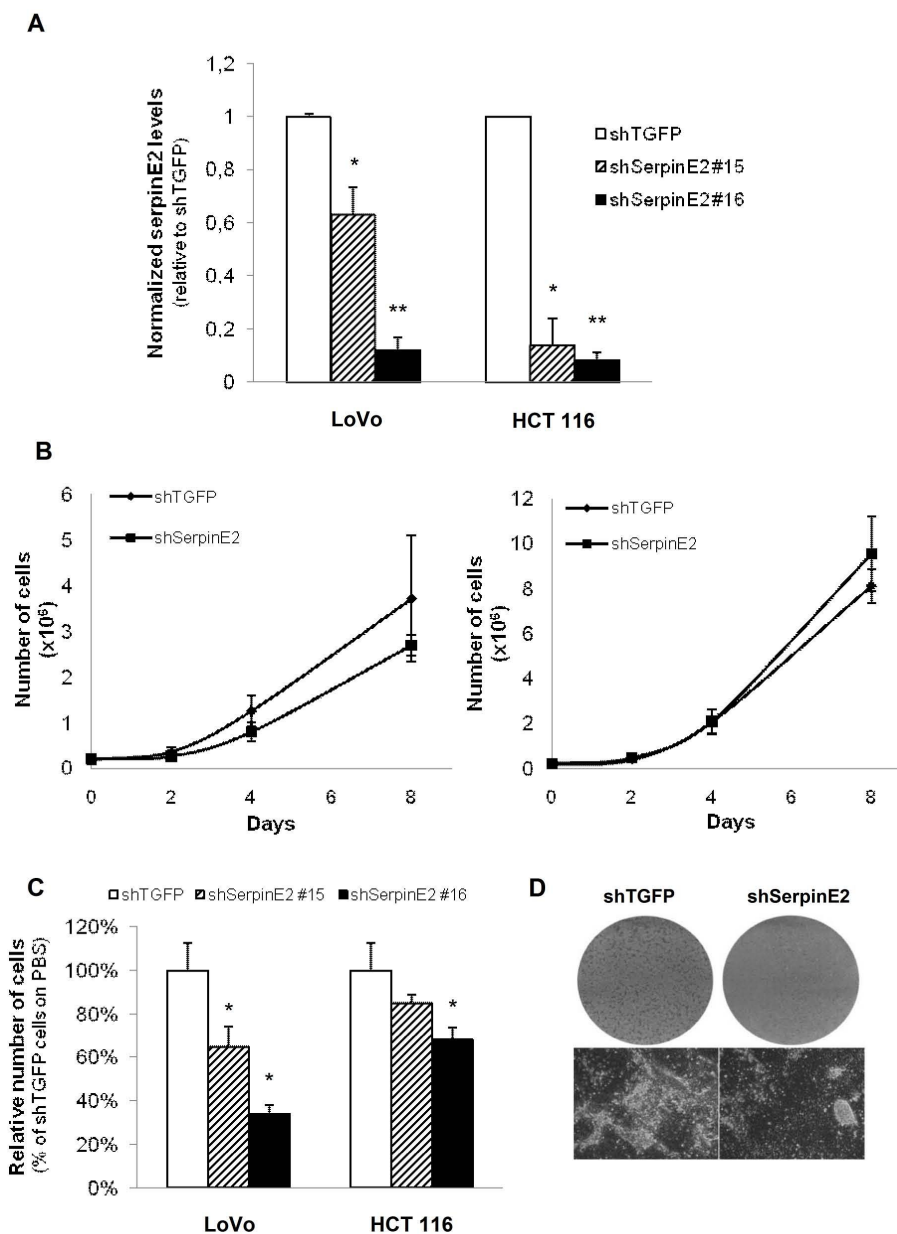 A
Normalized serpinE2 levels
(relative to shTGFP)
1,2
1
0,8
0,6
0,4
0,2
0
*
**
*
**
shTGFP
shSerpinE2#15
shSerpinE2#16
LoVo
HCT 116
B
Number of cells
(x10⁶)
6
5
4
3
2
1
0
shTGFP
shSerpinE2
0 2 4 6 8
Days
Number of cells
(x10⁶)
12
10
8
6
4
2
0
shTGFP
shSerpinE2
0 2 4 6 8
Days
C
shTGFP shSerpinE2 #15 shSerpinE2 #16
Relative number of cells
(% of shTGFP cells on PBS)
120%
100%
80%
60%
40%
20%
0%
*
*
*
LoVo
HCT 116
D
shTGFP shSerpinE2